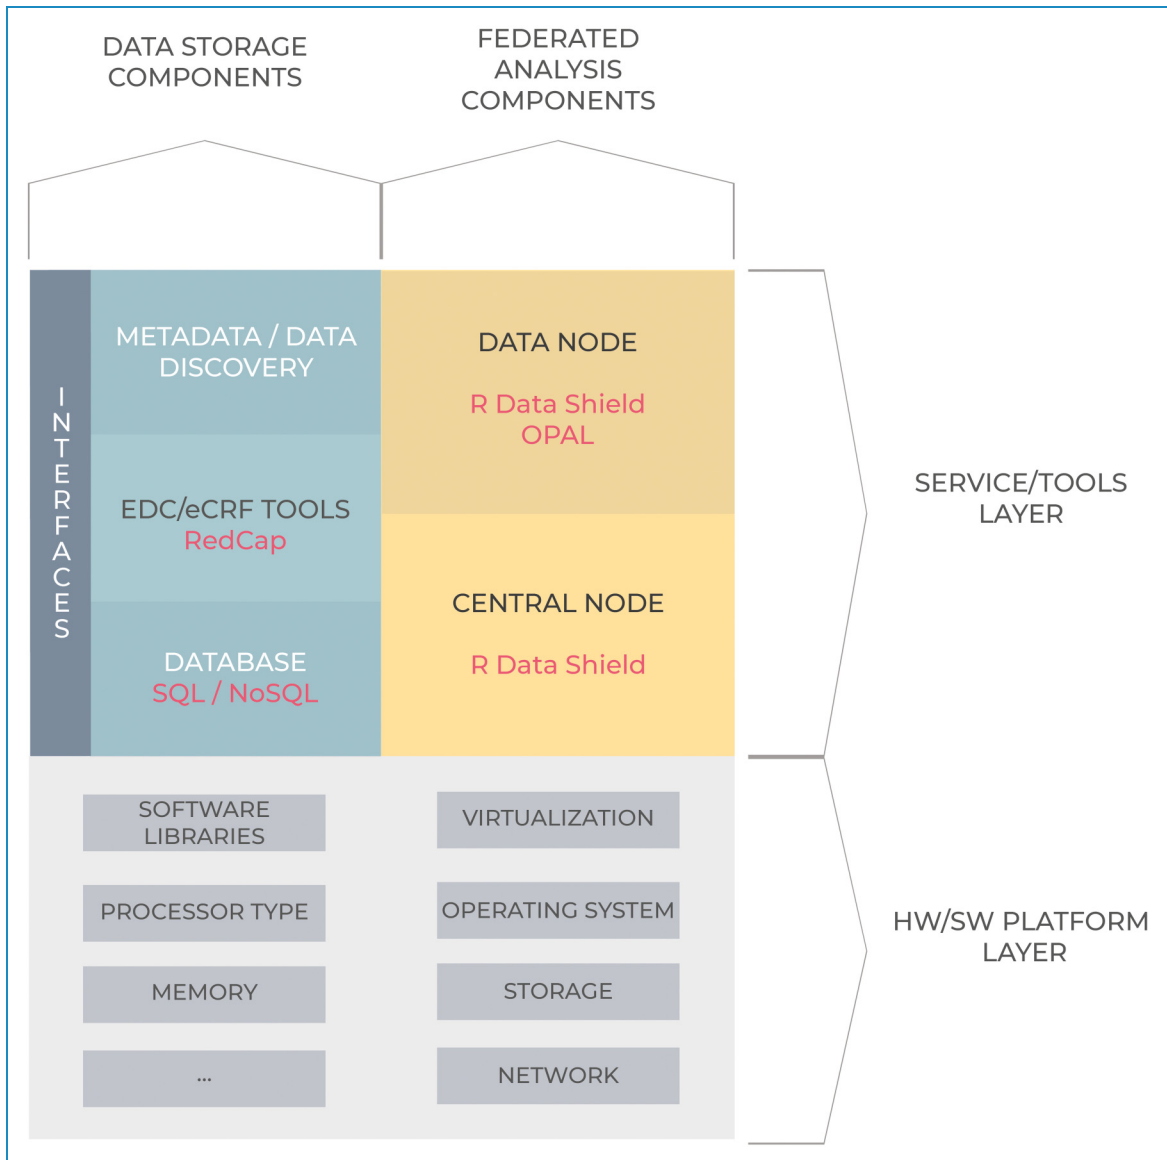 DATA STORAGE
COMPONENTS
FEDERATED
ANALYSIS
COMPONENTS
INTERFACES
METADATA / DATA
DISCOVERY
EDC/eCRF TOOLS
RedCap
DATABASE
SQL / NoSQL
DATA NODE
R Data Shield
OPAL
CENTRAL NODE
R Data Shield
SERVICE/TOOLS
LAYER
SOFTWARE
LIBRARIES
VIRTUALIZATION
PROCESSOR TYPE
OPERATING SYSTEM
MEMORY
STORAGE
...
NETWORK
HW/SW PLATFORM
LAYER